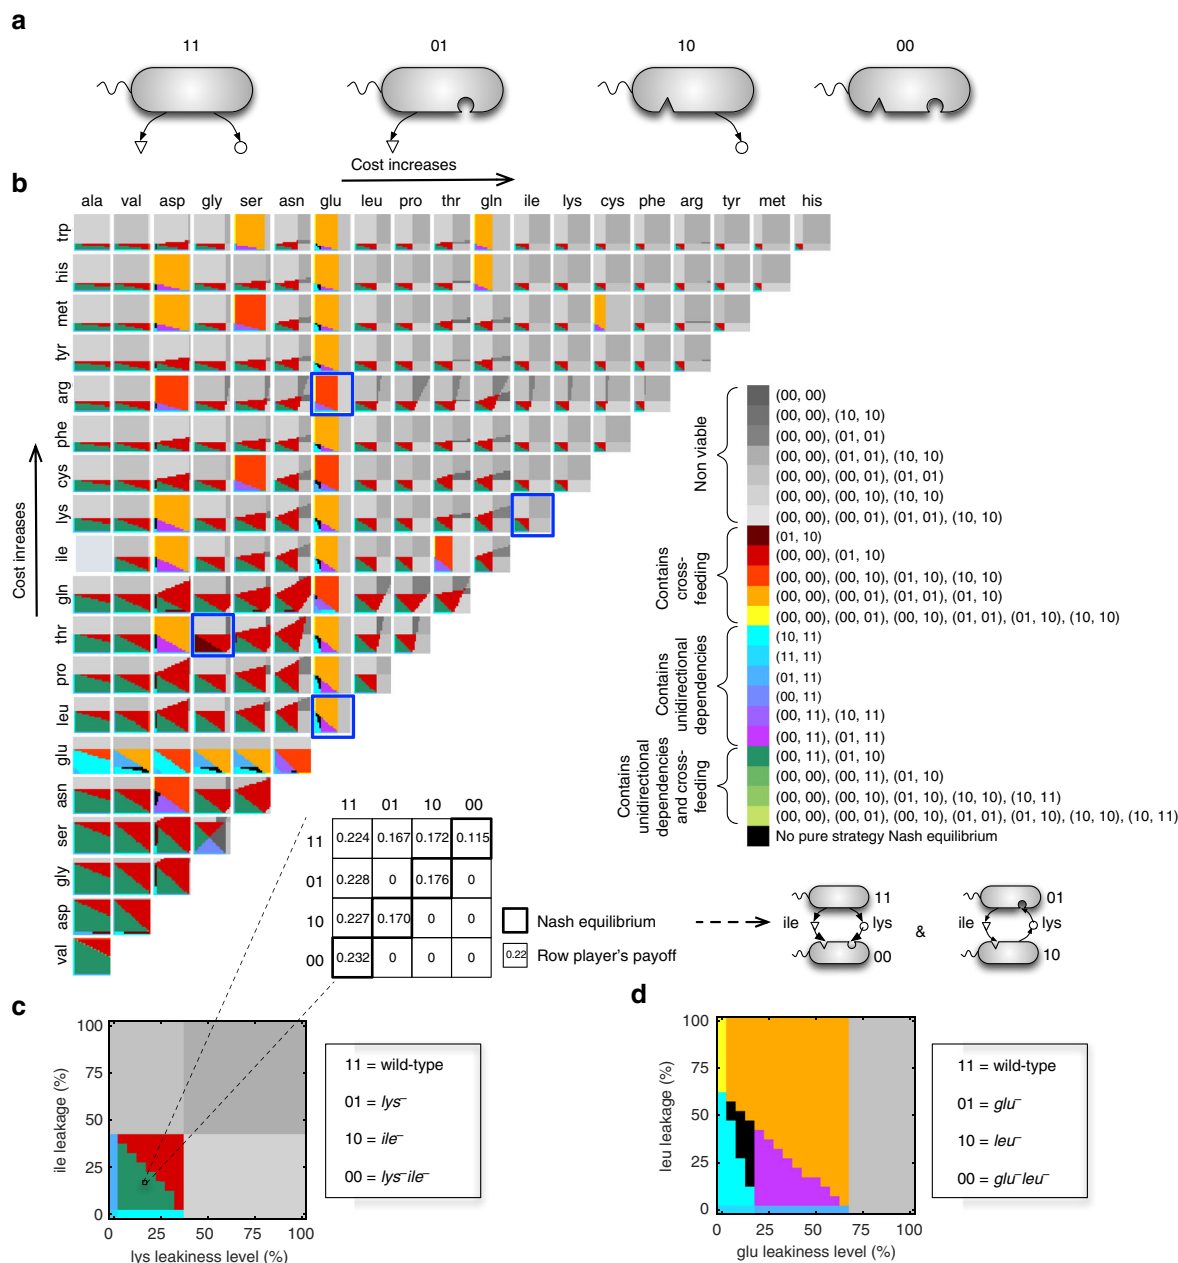 a
11
01
10
00
Cost increases
b
ala val asp gly ser asn glu leu pro thr gln ile lys cys phe arg tyr met his
trp
his
met
tyr
arg
phe
cys
lys
ile
gln
thr
pro
leu
glu
asn
ser
gly
asp
val
Cost increases
Non viable
(00, 00)
(00, 00), (10, 10)
(00, 00), (01, 01)
(00, 00), (01, 01), (10, 10)
(00, 00), (00, 01), (01, 01)
(00, 00), (00, 10), (10, 10)
(00, 00), (00, 01), (01, 01), (10, 10)
Contains cross-feeding
(01, 10)
(00, 00), (01, 10)
(00, 00), (00, 10), (01, 10), (10, 10)
(00, 00), (00, 01), (01, 01), (01, 10)
(00, 00), (00, 01), (00, 10), (01, 01), (01, 10), (10, 10)
Contains unidirectional dependencies
(10, 11)
(11, 11)
(01, 11)
(00, 11)
(00, 11), (10, 11)
(00, 11), (01, 11)
Contains unidirectional dependencies and cross-feeding
(00, 11), (01, 10)
(00, 00), (00, 11), (01, 10)
(00, 00), (00, 10), (01, 10), (10, 10), (10, 11)
(00, 00), (00, 01), (00, 10), (01, 01), (01, 10), (10, 10), (10, 11)
No pure strategy Nash equilibrium
11 01 10 00
11 0.224 0.167 0.172 0.115
01 0.228 0 0.176 0
10 0.227 0.170 0 0
00 0.232 0 0 0
Nash equilibrium
0.22 Row player's payoff
11
ile
lys
00
&
01
ile
lys
10
c
ile leakage (%)
100
75
50
25
0
0 25 50 75 100
lys leakiness level (%)
11 = wild-type
01 = lys⁻
10 = ile⁻
00 = lys⁻ile⁻
d
leu leakage (%)
100
75
50
25
0
0 25 50 75 100
glu leakiness level (%)
11 = wild-type
01 = glu⁻
10 = leu⁻
00 = glu⁻leu⁻